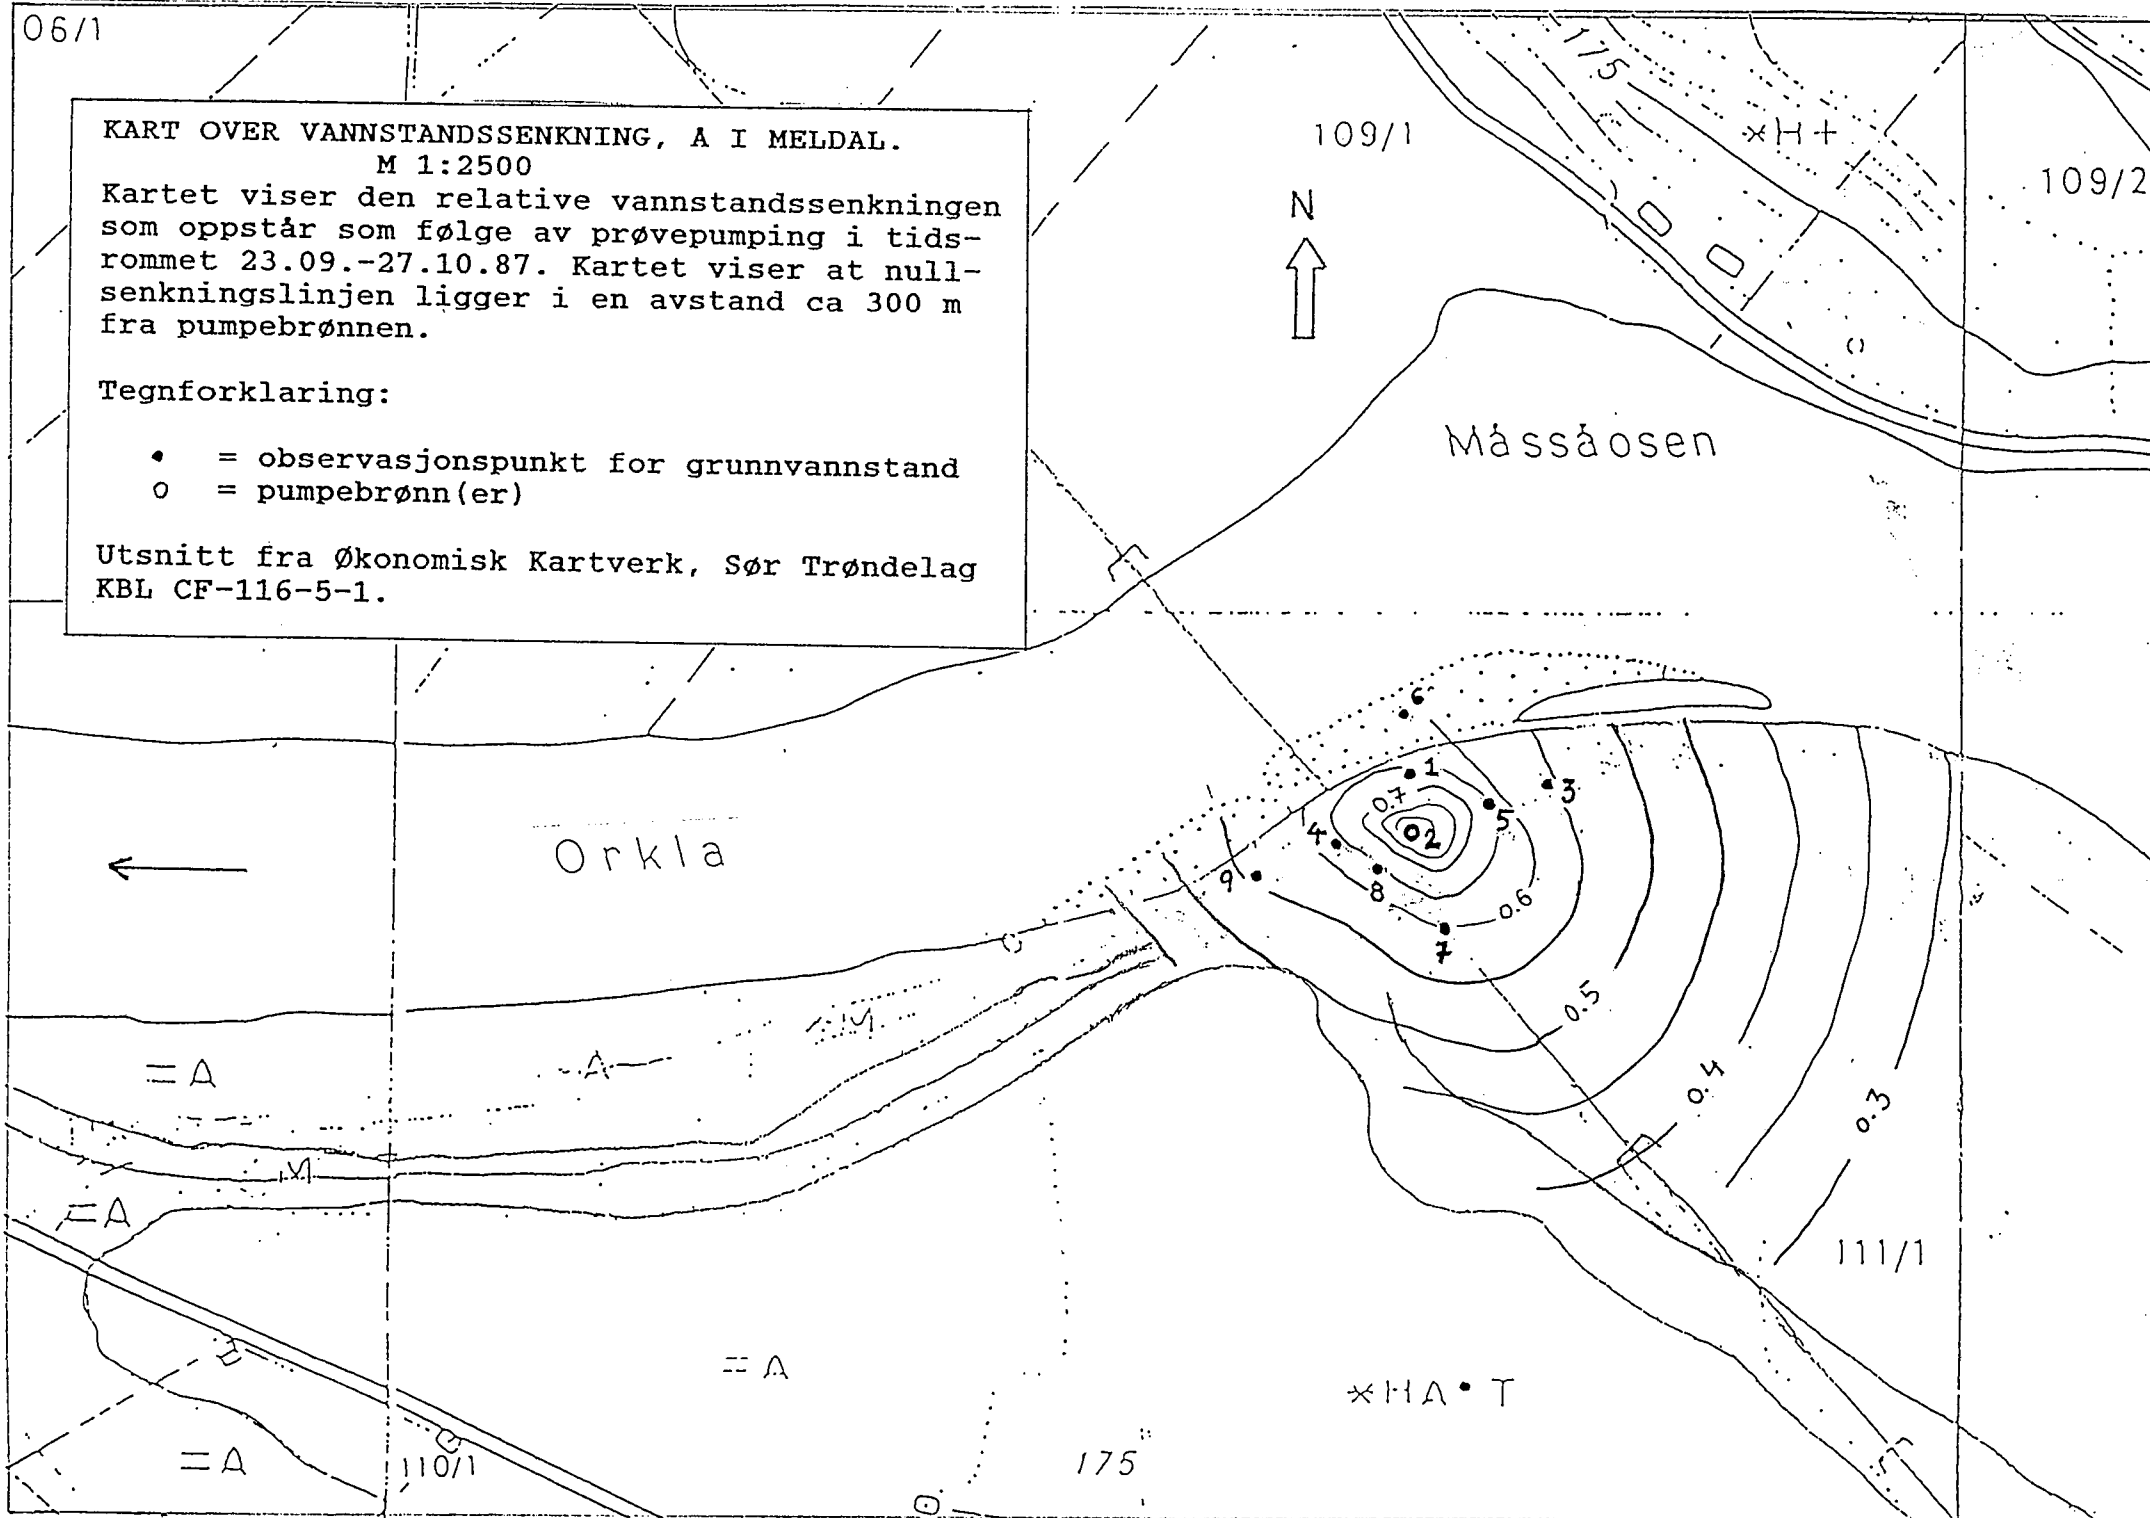 06/1
KART OVER VANNSTANDSSENKNING, A I MELDAL.
M 1:2500
Kartet viser den relative vannstandssenkningen
som oppstår som følge av prøvepumping i tids-
rommet 23.09.-27.10.87. Kartet viser at null-
senkningslinjen ligger i en avstand ca 300 m
fra pumpebrønnen.
Tegnforklaring:
• = observasjonspunkt for grunnvannstand
o = pumpebrønn(er)
Utsnitt fra Økonomisk Kartverk, Sør Trøndelag
KBL CF-116-5-1.
175
109/1
109/2
N
Måssåosen
Orkla
6
1
0.7
3
5
4
2
9
8
0.6
7
0.5
0.4
0.3
111/1
A
A
M
A
M
A
A
110/1
175
HA • T
H+